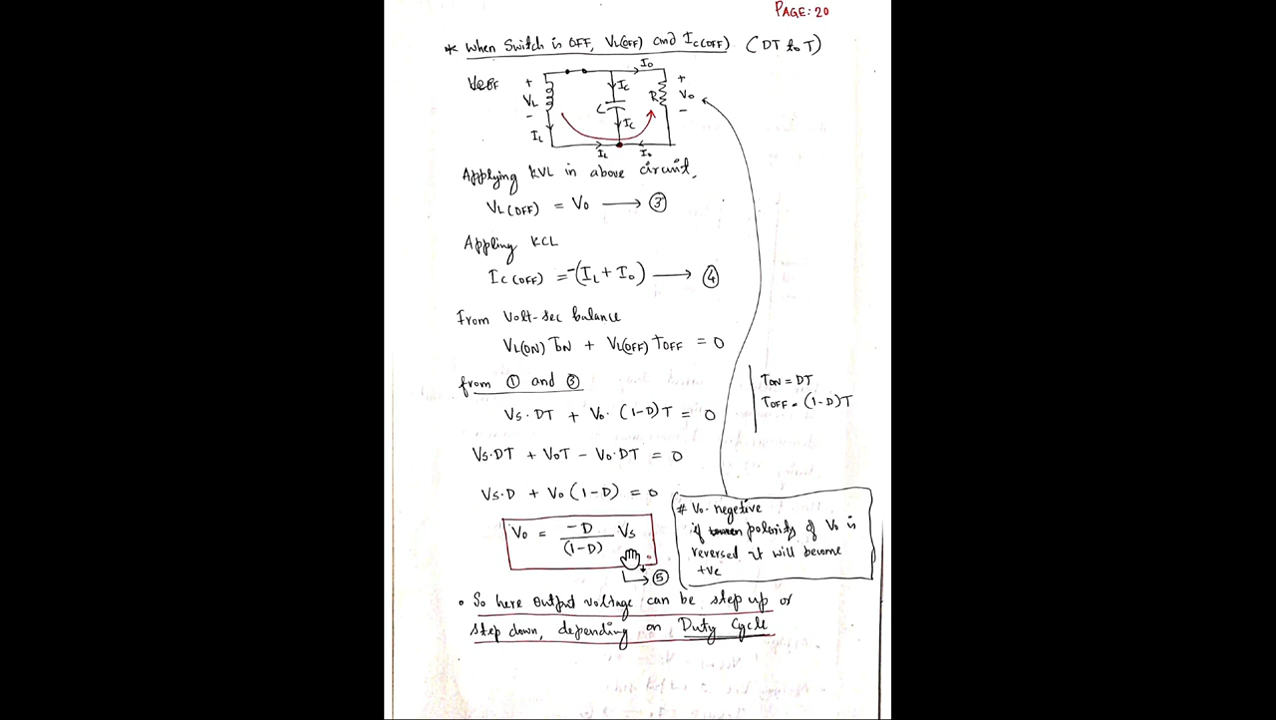 PAGE: 20
* When Switch is OFF, VL(OFF) and Ic(OFF) (DT to T)
Io
+ VL - IL
Ic
C
Ic
R
+ Vo -
IL Io
Applying KVL in above circuit,
VL(OFF) = Vo → ③
Appling KCL
Ic(OFF) = -(IL + Io) → ④
From Volt-sec balance
VL(ON) TON + VL(OFF) TOFF = 0
from ① and ③
TON = DT
TOFF = (1-D)T
Vs·DT + Vo·(1-D)T = 0
Vs·DT + VoT - Vo·DT = 0
Vs·D + Vo(1-D) = 0
Vo = -D/(1-D) Vs
→ ⑤
# Vo - negetive
if polarity of Vo is
reversed it will become
+ve
• So here output voltage can be step up or
step down, depending on Duty Cycle